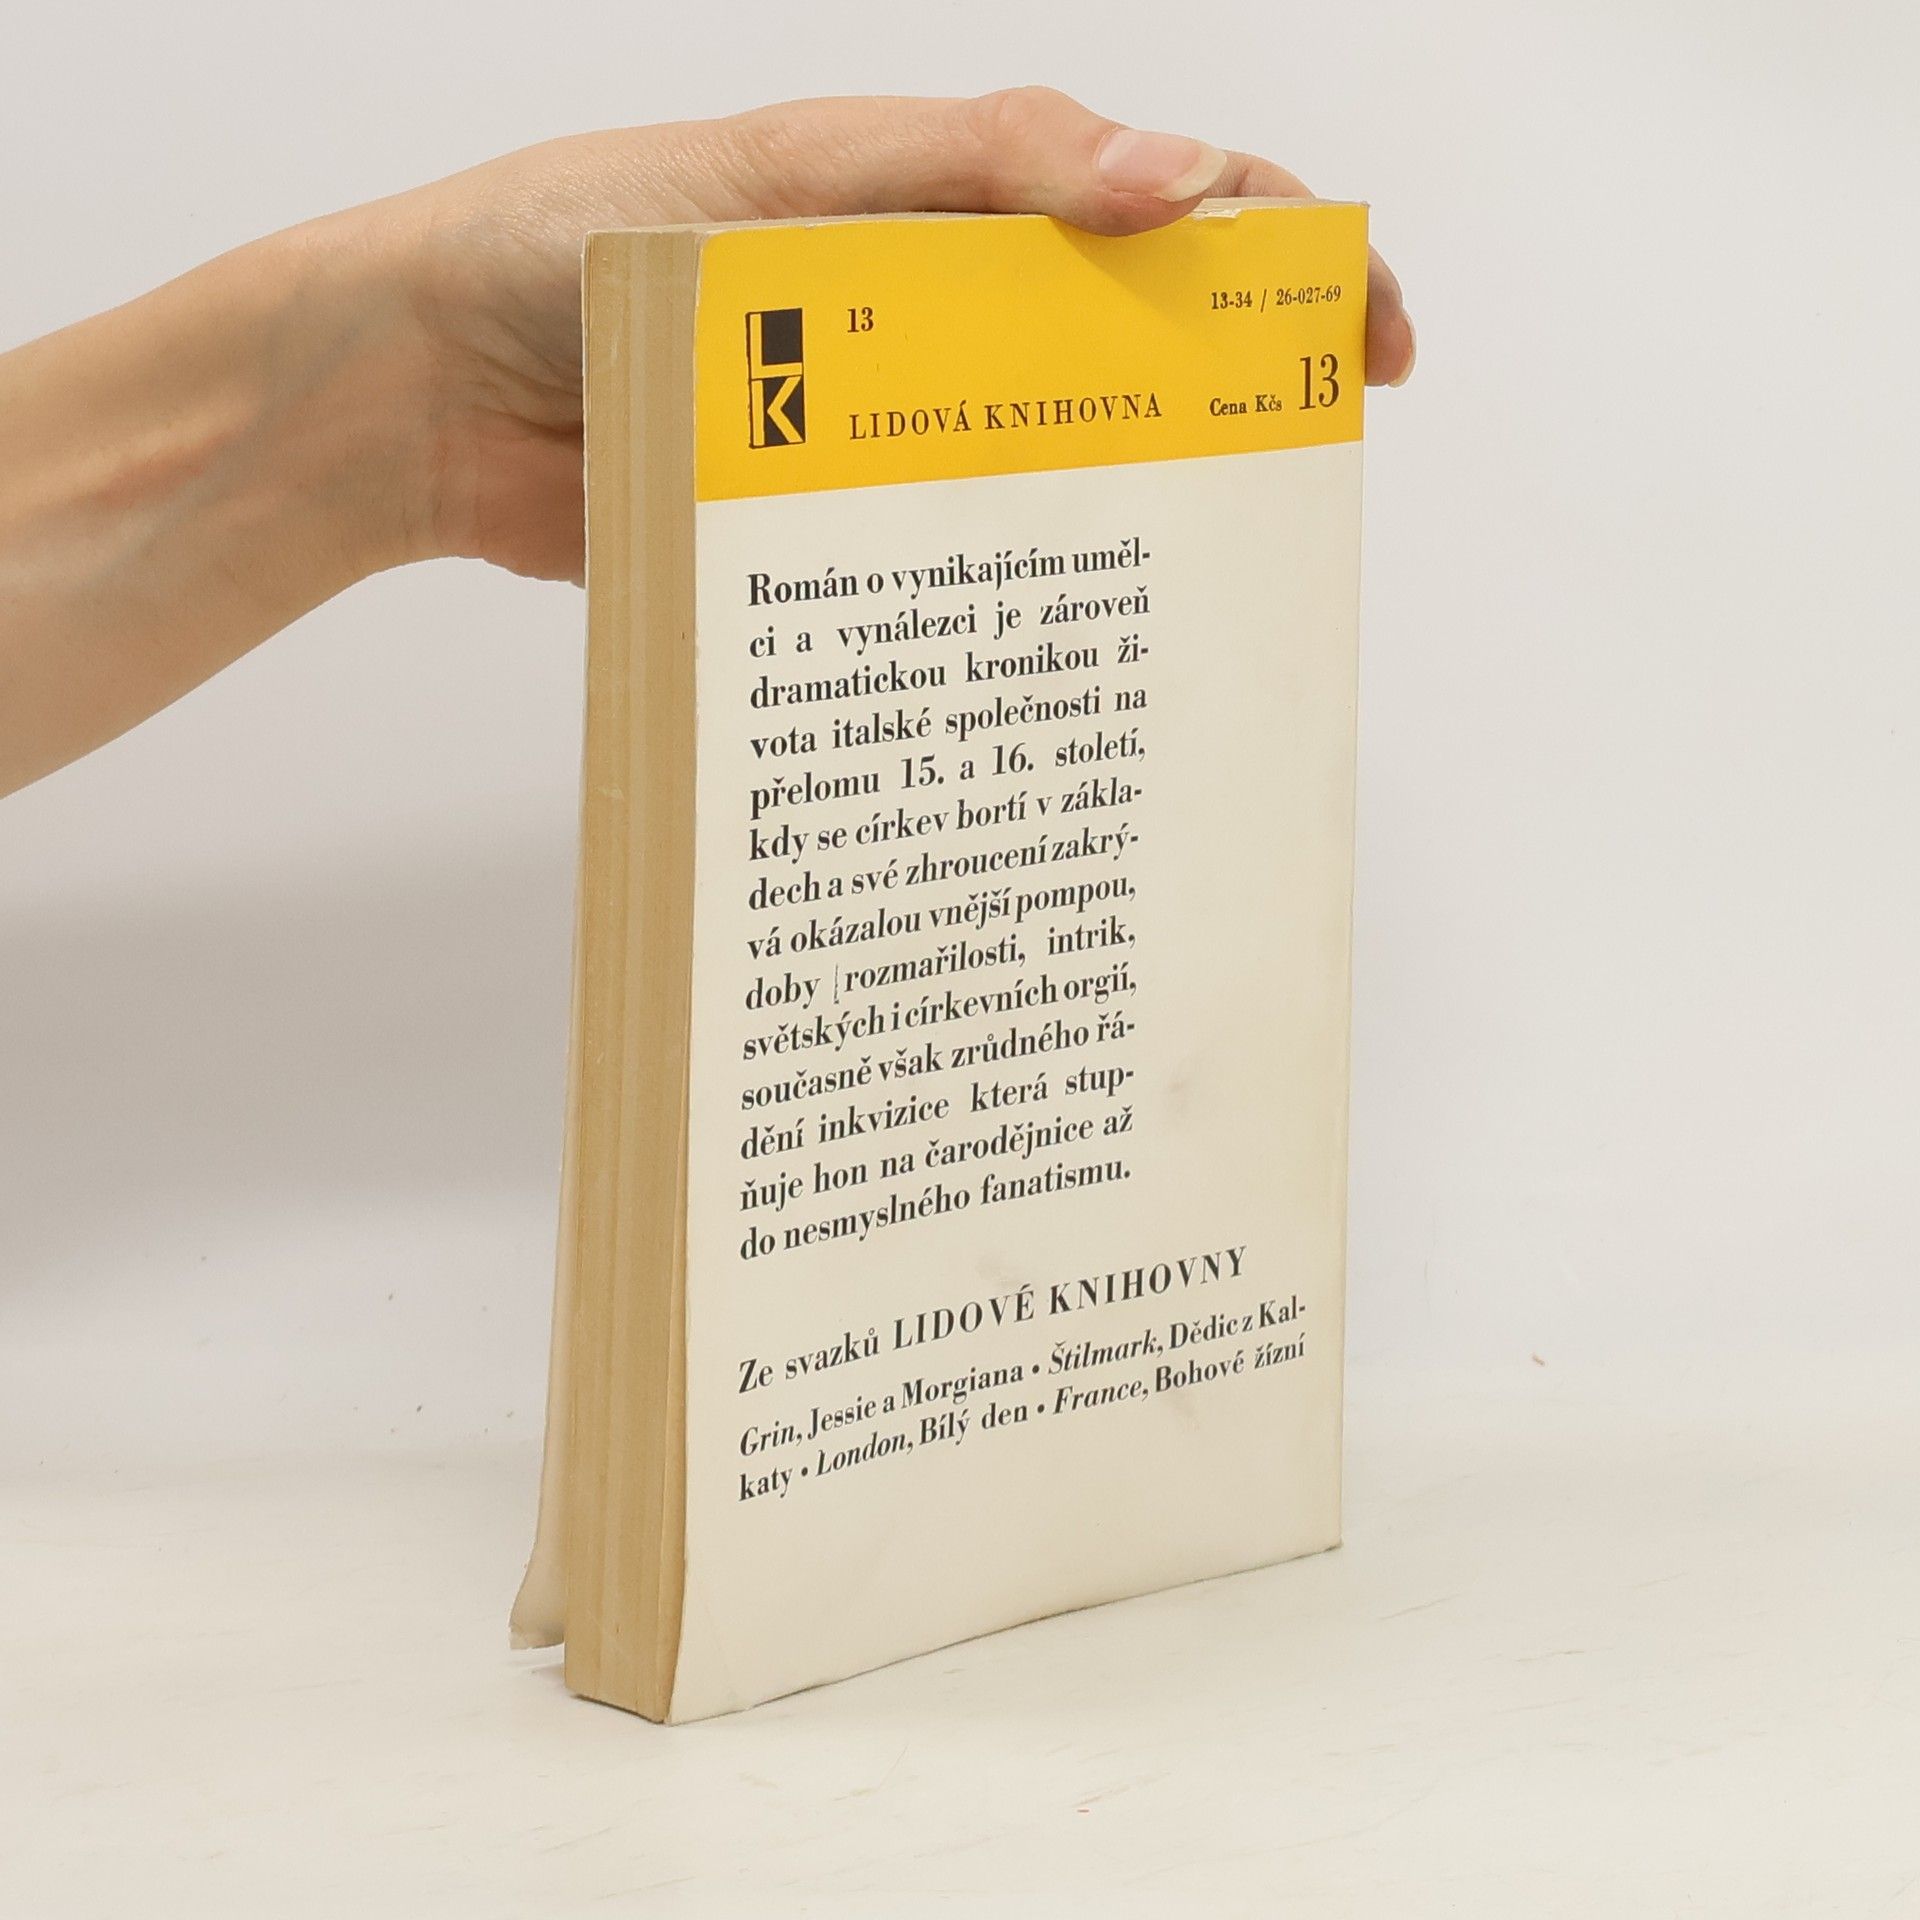 LK
13
13-34 / 26-027-69
LIDOVÁ KNIHOVNA
Cena Kčs 13
Román o vynikajícím uměl-
ci a vynálezci je zároveň
dramatickou kronikou ži-
vota italské společnosti na
přelomu 15. a 16. století,
kdy se církev bortí v zákla-
dech a své zhroucení zakrý-
vá okázalou vnější pompou,
doby rozmařilosti, intrik,
světských i církevních orgií,
současně však zrůdného řá-
dění inkvizice která stup-
ňuje hon na čarodějnice až
do nesmyslného fanatismu.
Ze svazků LIDOVÉ KNIHOVNY
Grin, Jessie a Morgiana • Štilmark, Dědic z Kal-
katy • London, Bílý den • France, Bohové žízní